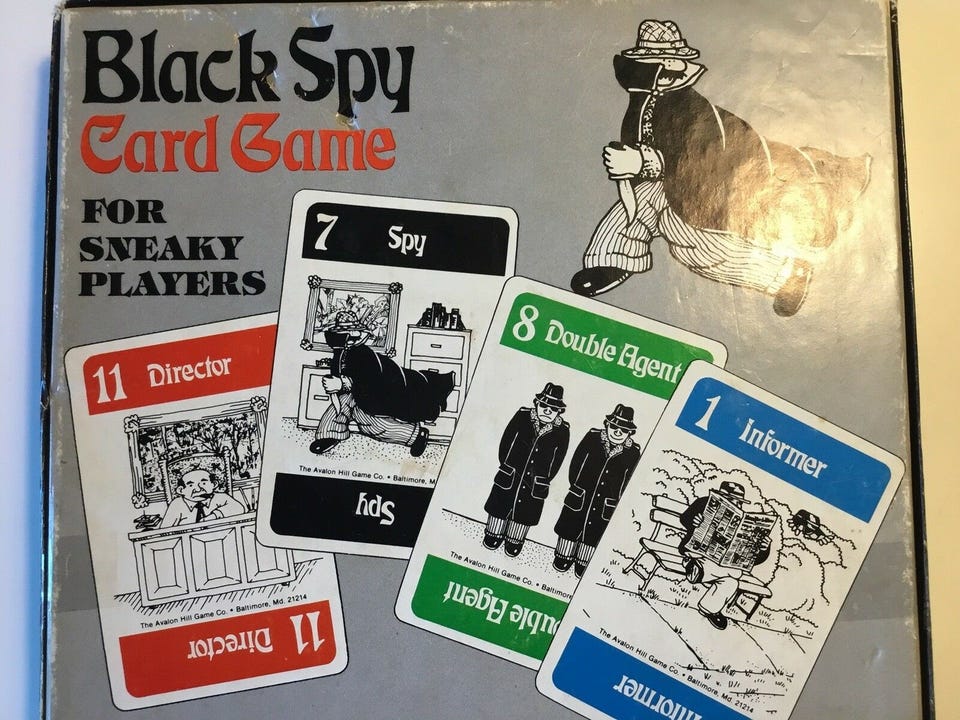 Black Spy
Card Game
FOR
SNEAKY
PLAYERS
11 Director
The Avalon Hill Game Co. • Baltimore, Md. 21214
11 Director
7 Spy
The Avalon Hill Game Co. • Baltimore, M
Spy
8 Double Agent
The Avalon Hill Game Co. • Baltimore
uble Agent
1 Informer
The Avalon Hill Game Co. • Baltimore, Md. 21214
Informer